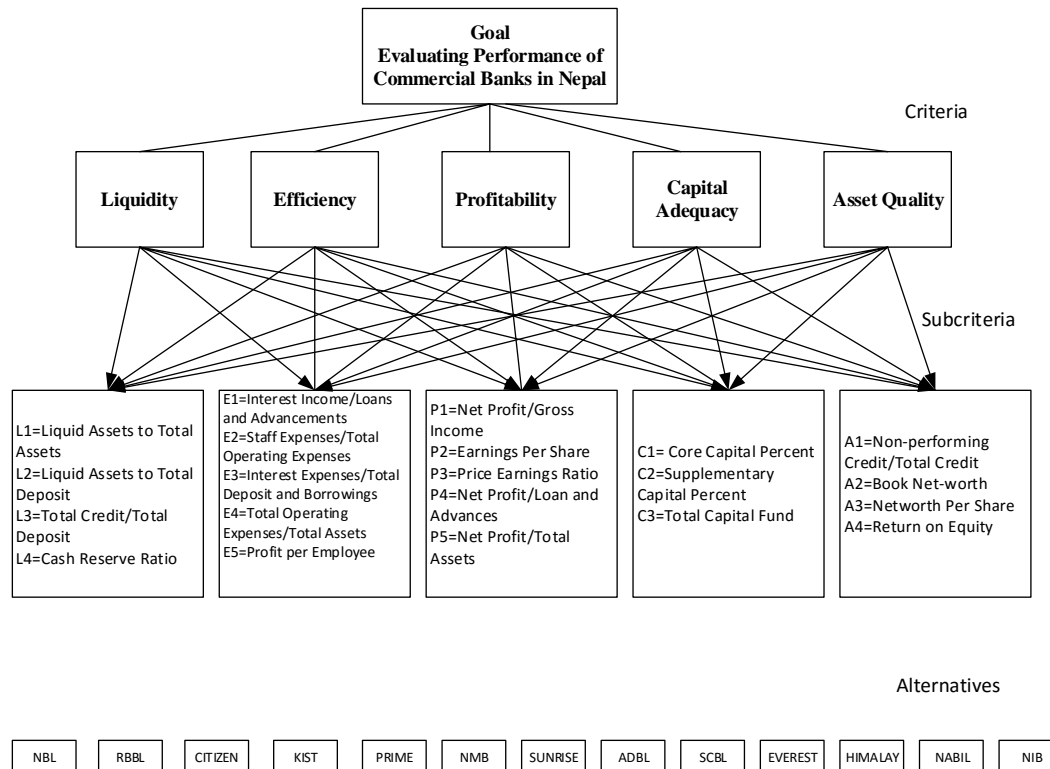 Goal
Evaluating Performance of
Commercial Banks in Nepal
Criteria
Liquidity
Efficiency
Profitability
Capital
Adequacy
Asset Quality
Subcriteria
L1=Liquid Assets to Total
Assets
L2=Liquid Assets to Total
Deposit
L3=Total Credit/Total
Deposit
L4=Cash Reserve Ratio
E1=Interest Income/Loans
and Advancements
E2=Staff Expenses/Total
Operating Expenses
E3=Interest Expenses/Total
Deposit and Borrowings
E4=Total Operating
Expenses/Total Assets
E5=Profit per Employee
P1=Net Profit/Gross
Income
P2=Earnings Per Share
P3=Price Earnings Ratio
P4=Net Profit/Loan and
Advances
P5=Net Profit/Total
Assets
C1= Core Capital Percent
C2=Supplementary
Capital Percent
C3=Total Capital Fund
A1=Non-performing
Credit/Total Credit
A2=Book Net-worth
A3=Networth Per Share
A4=Return on Equity
Alternatives
NBL
RBBL
CITIZEN
KIST
PRIME
NMB
SUNRISE
ADBL
SCBL
EVEREST
HIMALAY
NABIL
NIB